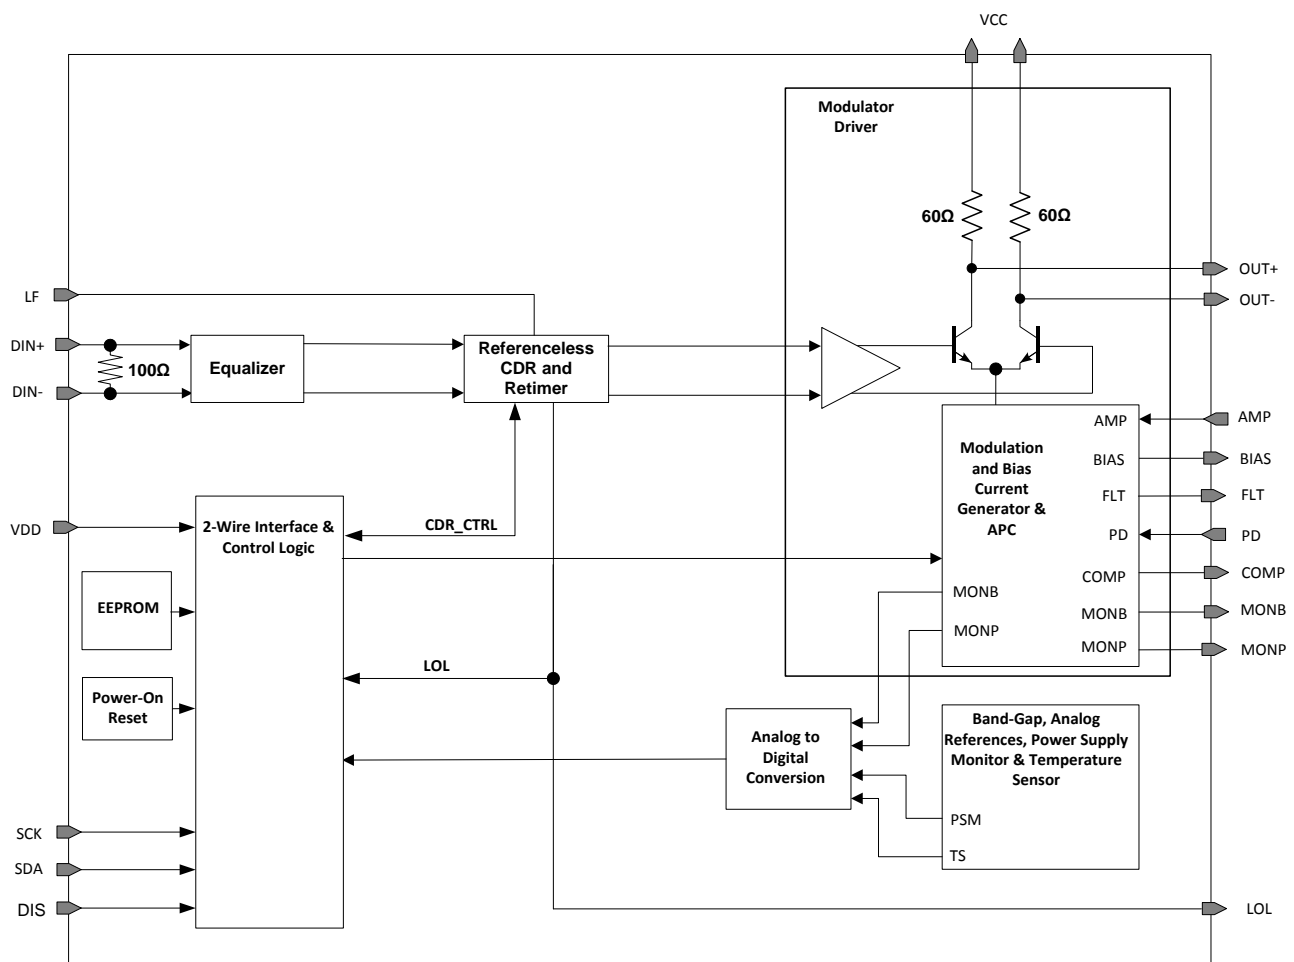 VCC
Modulator
Driver
60Ω
60Ω
OUT+
OUT-
LF
DIN+
DIN-
100Ω
Equalizer
Referenceless
CDR and
Retimer
AMP
BIAS
FLT
PD
COMP
MONB
MONP
Modulation
and Bias
Current
Generator &
APC
MONB
MONP
AMP
BIAS
FLT
PD
COMP
MONB
MONP
VDD
2-Wire Interface &
Control Logic
CDR_CTRL
EEPROM
Power-On
Reset
LOL
Analog to
Digital
Conversion
Band-Gap, Analog
References, Power Supply
Monitor & Temperature
Sensor
PSM
TS
SCK
SDA
DIS
LOL